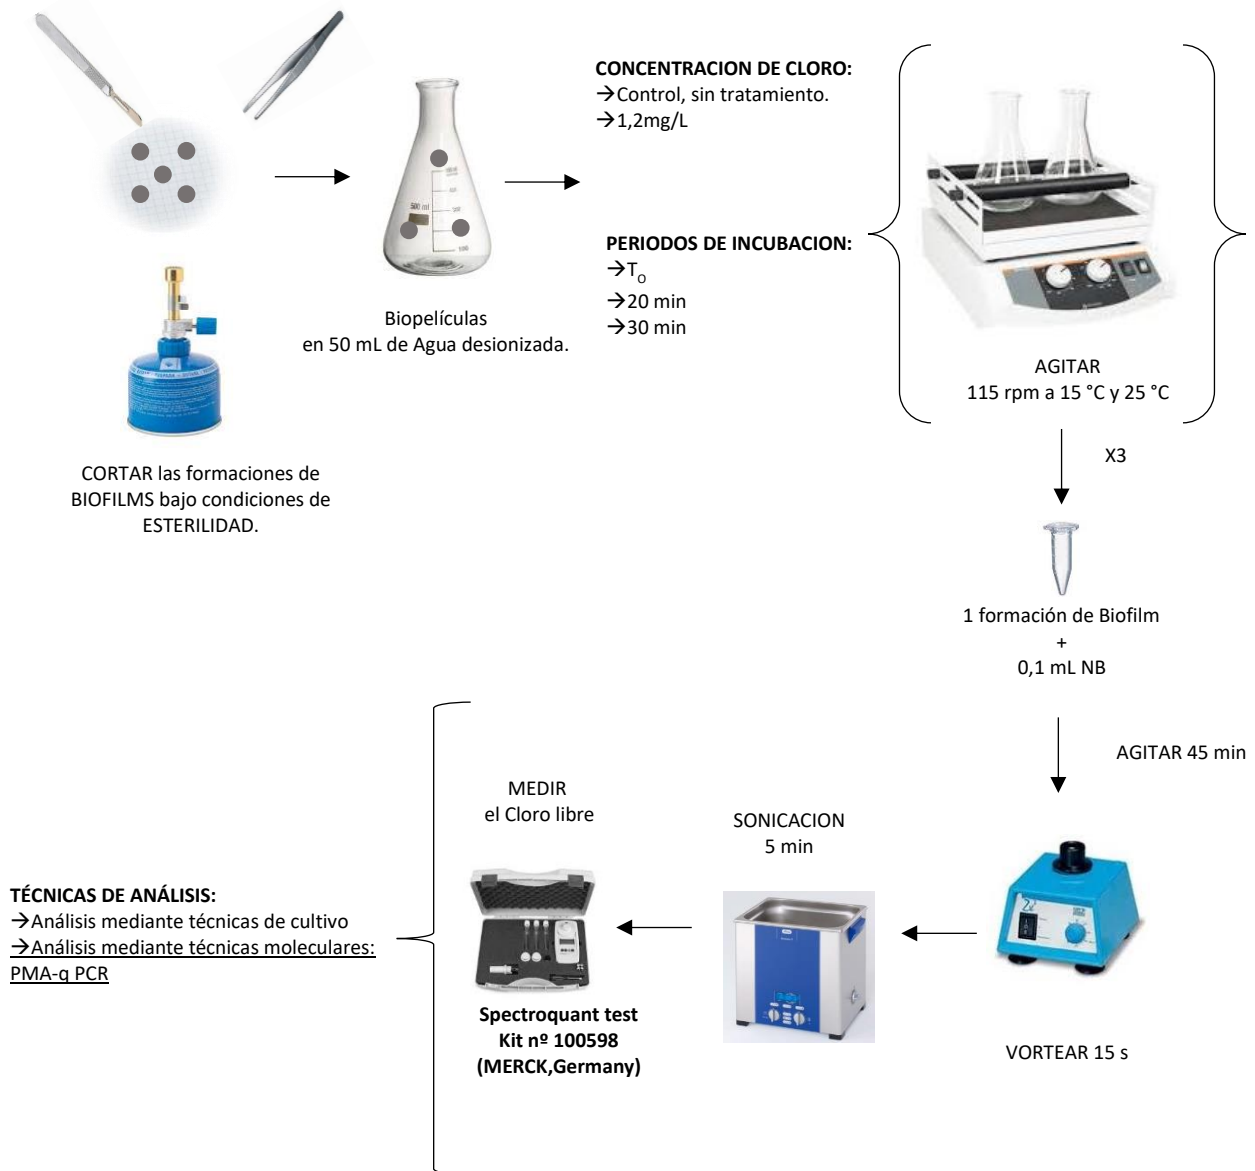 CONCENTRACION DE CLORO:
→Control, sin tratamiento.
→1,2mg/L
500 ml
PERIODOS DE INCUBACION:
→T₀
→20 min
→30 min
Biopelículas
en 50 mL de Agua desionizada.
AGITAR
115 rpm a 15 °C y 25 °C
CORTAR las formaciones de
BIOFILMS bajo condiciones de
ESTERILIDAD.
X3
1 formación de Biofilm
+
0,1 mL NB
AGITAR 45 min
VORTEAR 15 s
SONICACION
5 min
MEDIR
el Cloro libre
Spectroquant test
Kit nº 100598
(MERCK,Germany)
TÉCNICAS DE ANÁLISIS:
→Análisis mediante técnicas de cultivo
→Análisis mediante técnicas moleculares:
PMA-q PCR